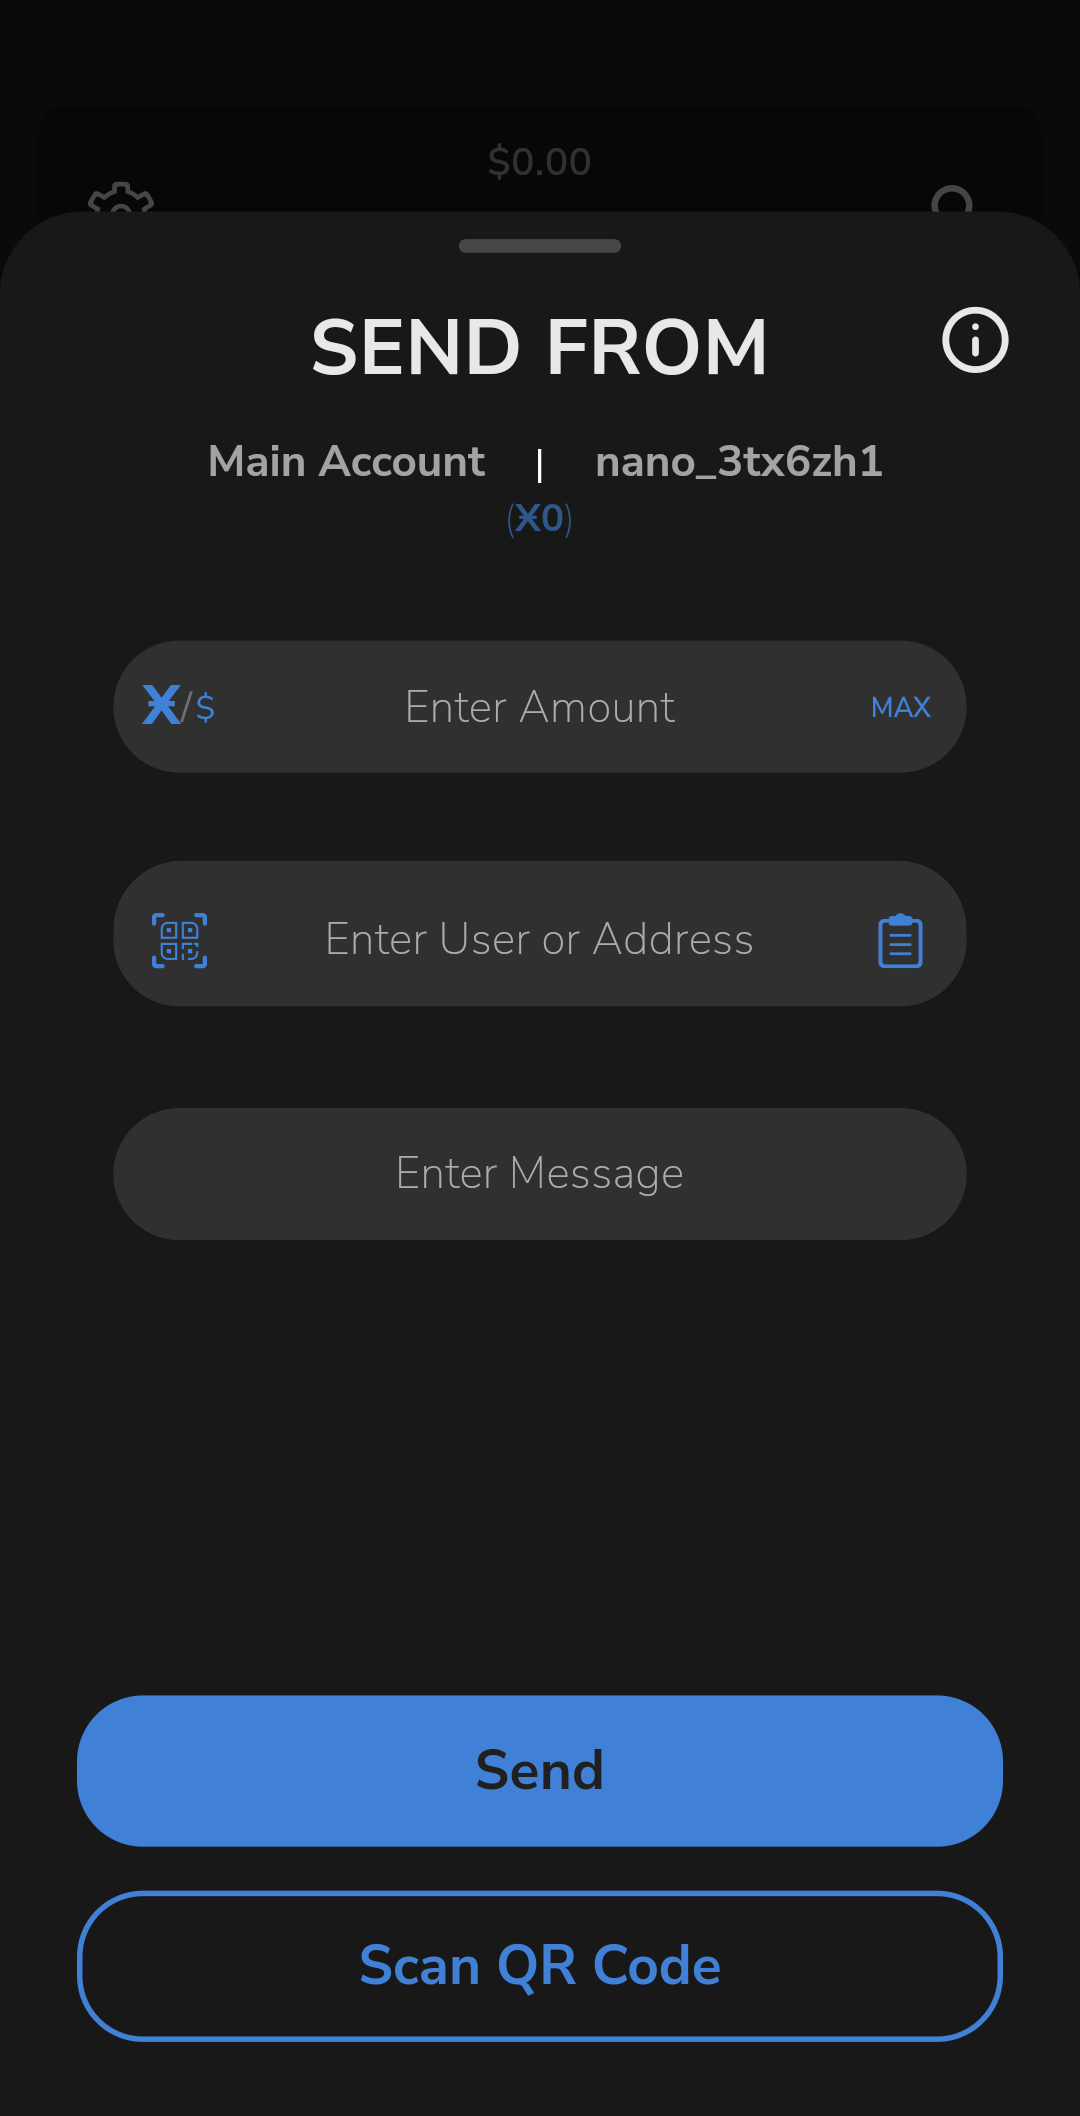 $0.00
SEND FROM
Main Account | nano_3tx6zh1
(Ӿ0)
Ӿ/$ Enter Amount MAX
Enter User or Address
Enter Message
Send
Scan QR Code